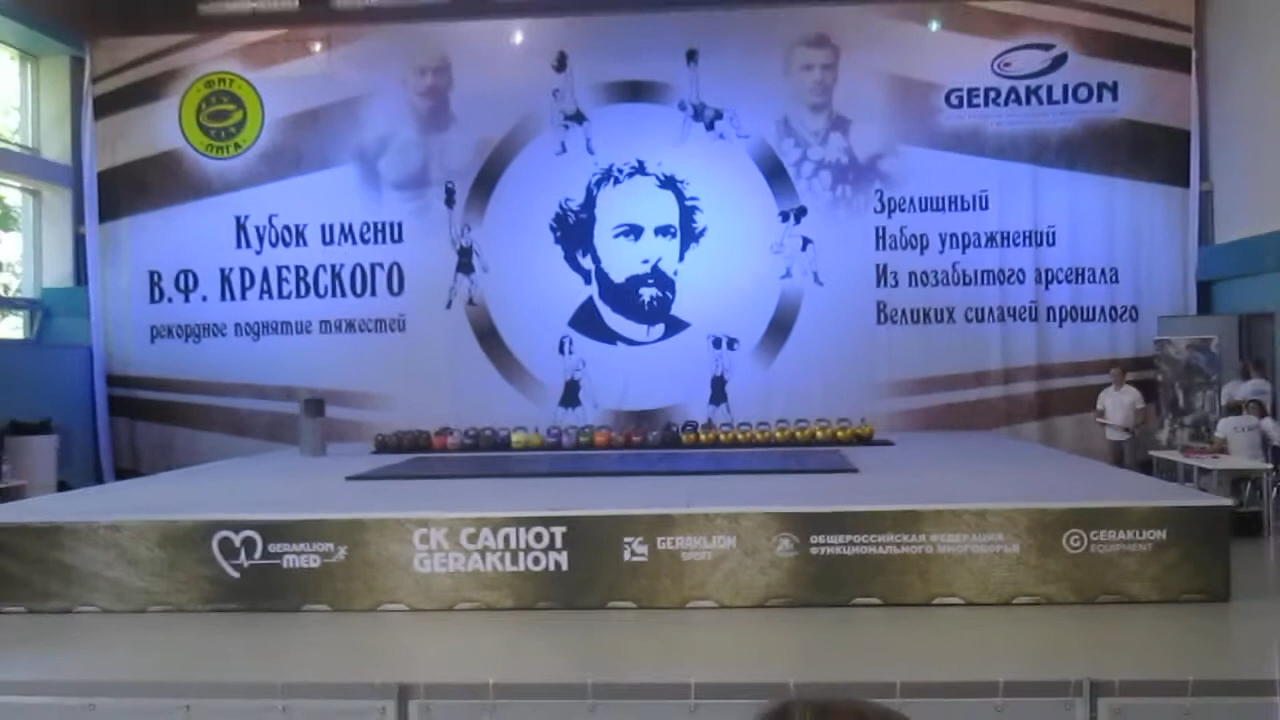 ФИТ
ЛИГА
GERAKLION
Кубок имени
В.Ф. КРАЕВСКОГО
рекордное поднятие тяжестей
Зрелищный
Набор упражнений
Из позабытого арсенала
Великих силачей прошлого
GERAKLION
MED
СК САЛЮТ
GERAKLION
GERAKLION
SPORT
ОБЩЕРОССИЙСКАЯ ФЕДЕРАЦИЯ
ФУНКЦИОНАЛЬНОГО МНОГОБОРЬЯ
GERAKLION
EQUIPMENT